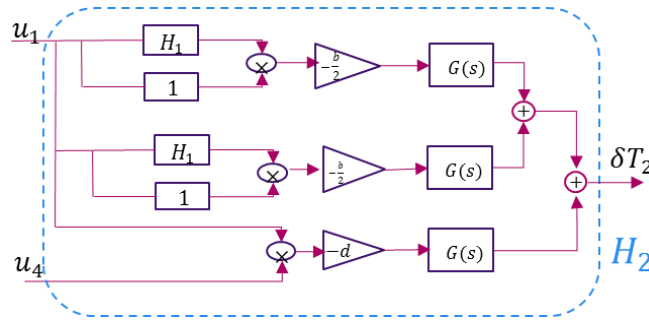 u₁ H₁ × -b/2 G(s)
1
+
H₁ × -b/2 G(s) + δT₂
1
u₄ × -d G(s) H₂